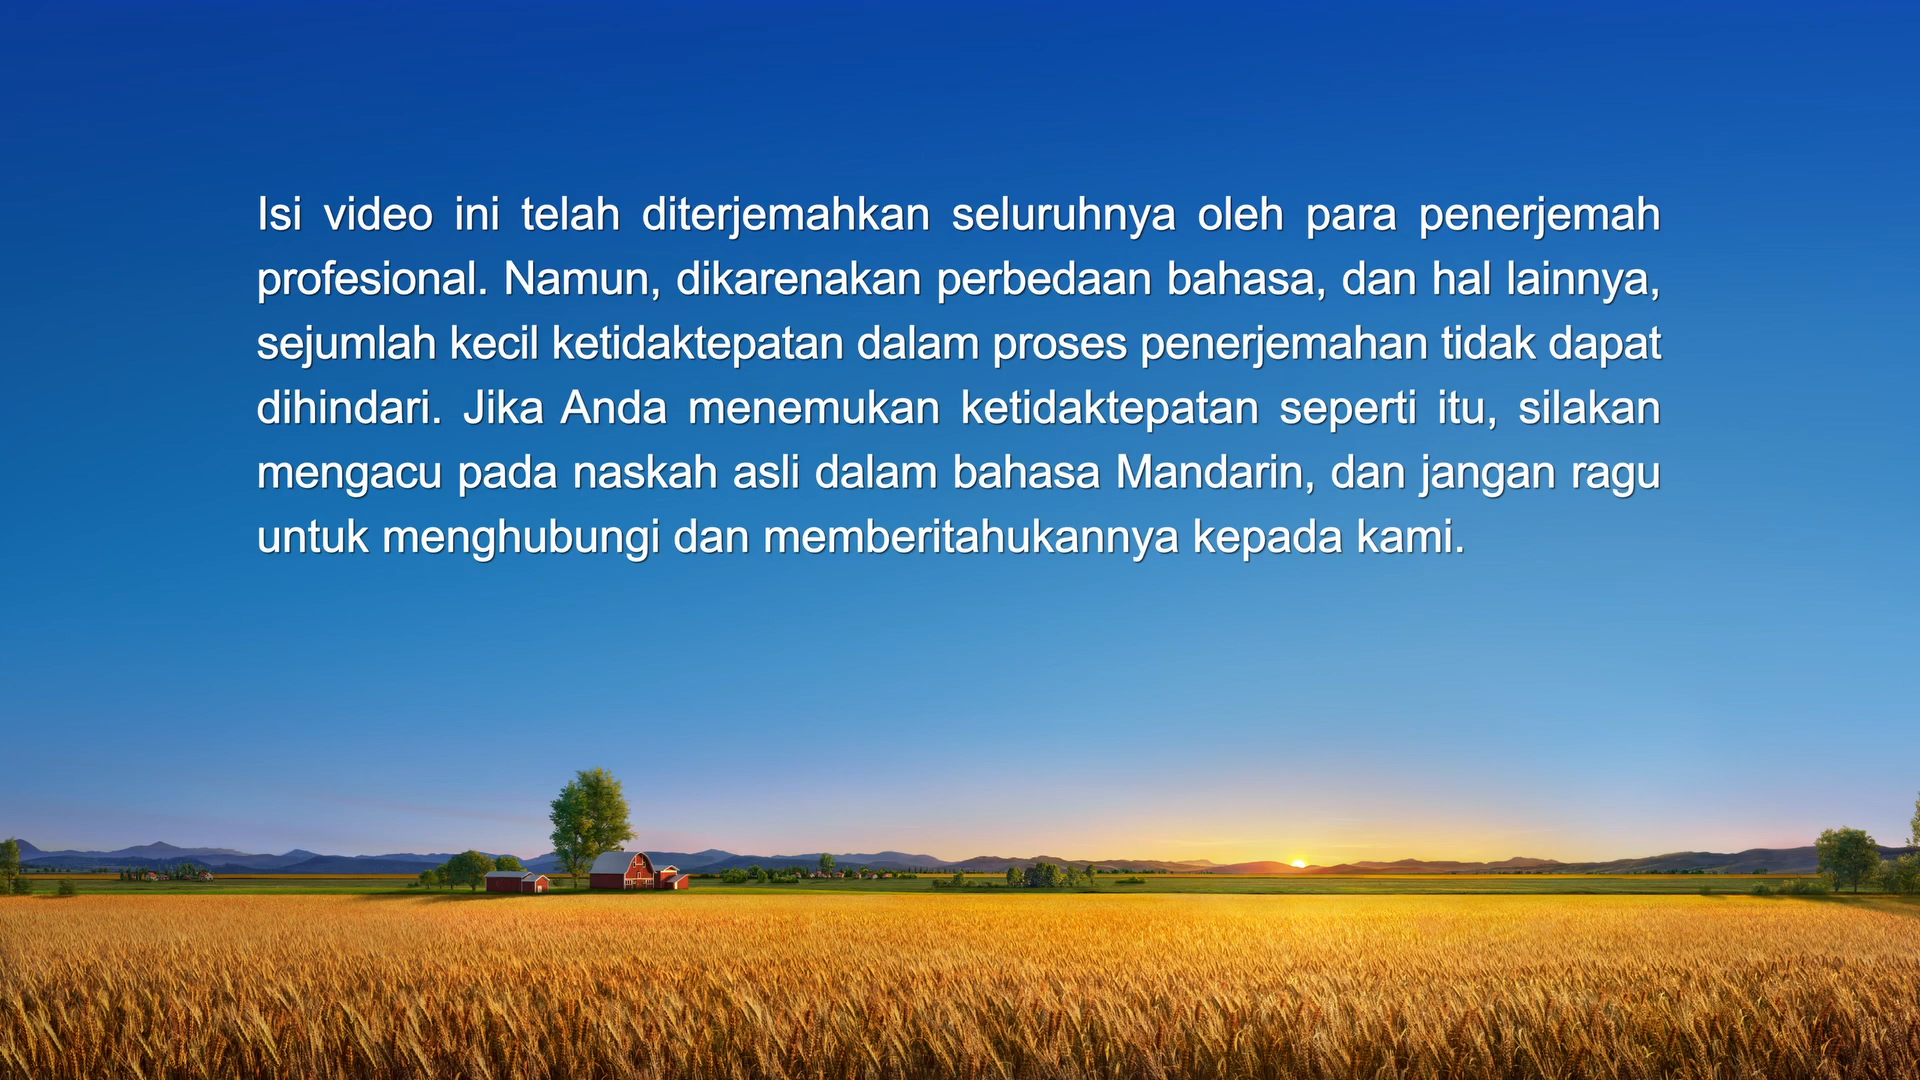 Isi video ini telah diterjemahkan seluruhnya oleh para penerjemah
profesional. Namun, dikarenakan perbedaan bahasa, dan hal lainnya,
sejumlah kecil ketidaktepatan dalam proses penerjemahan tidak dapat
dihindari. Jika Anda menemukan ketidaktepatan seperti itu, silakan
mengacu pada naskah asli dalam bahasa Mandarin, dan jangan ragu
untuk menghubungi dan memberitahukannya kepada kami.